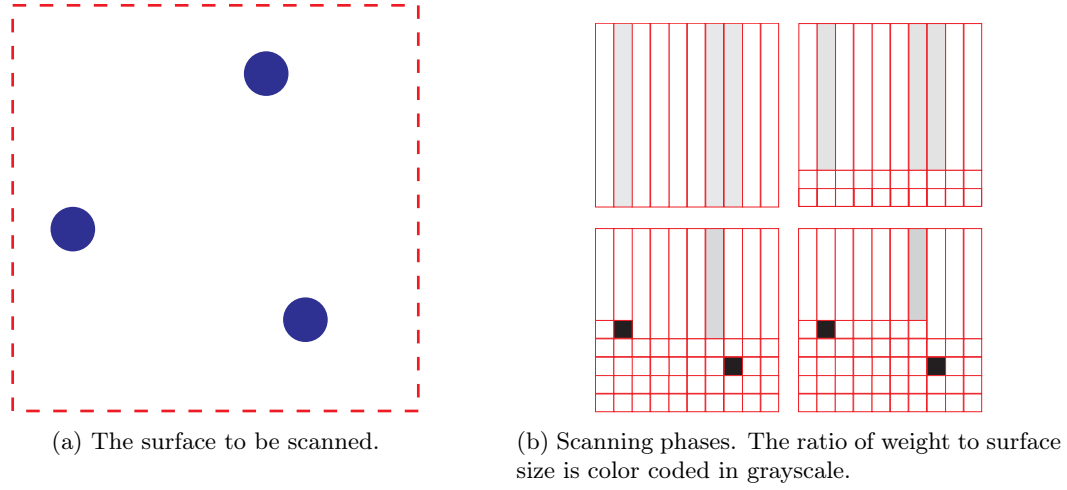 (a) The surface to be scanned.
(b) Scanning phases. The ratio of weight to surface
size is color coded in grayscale.